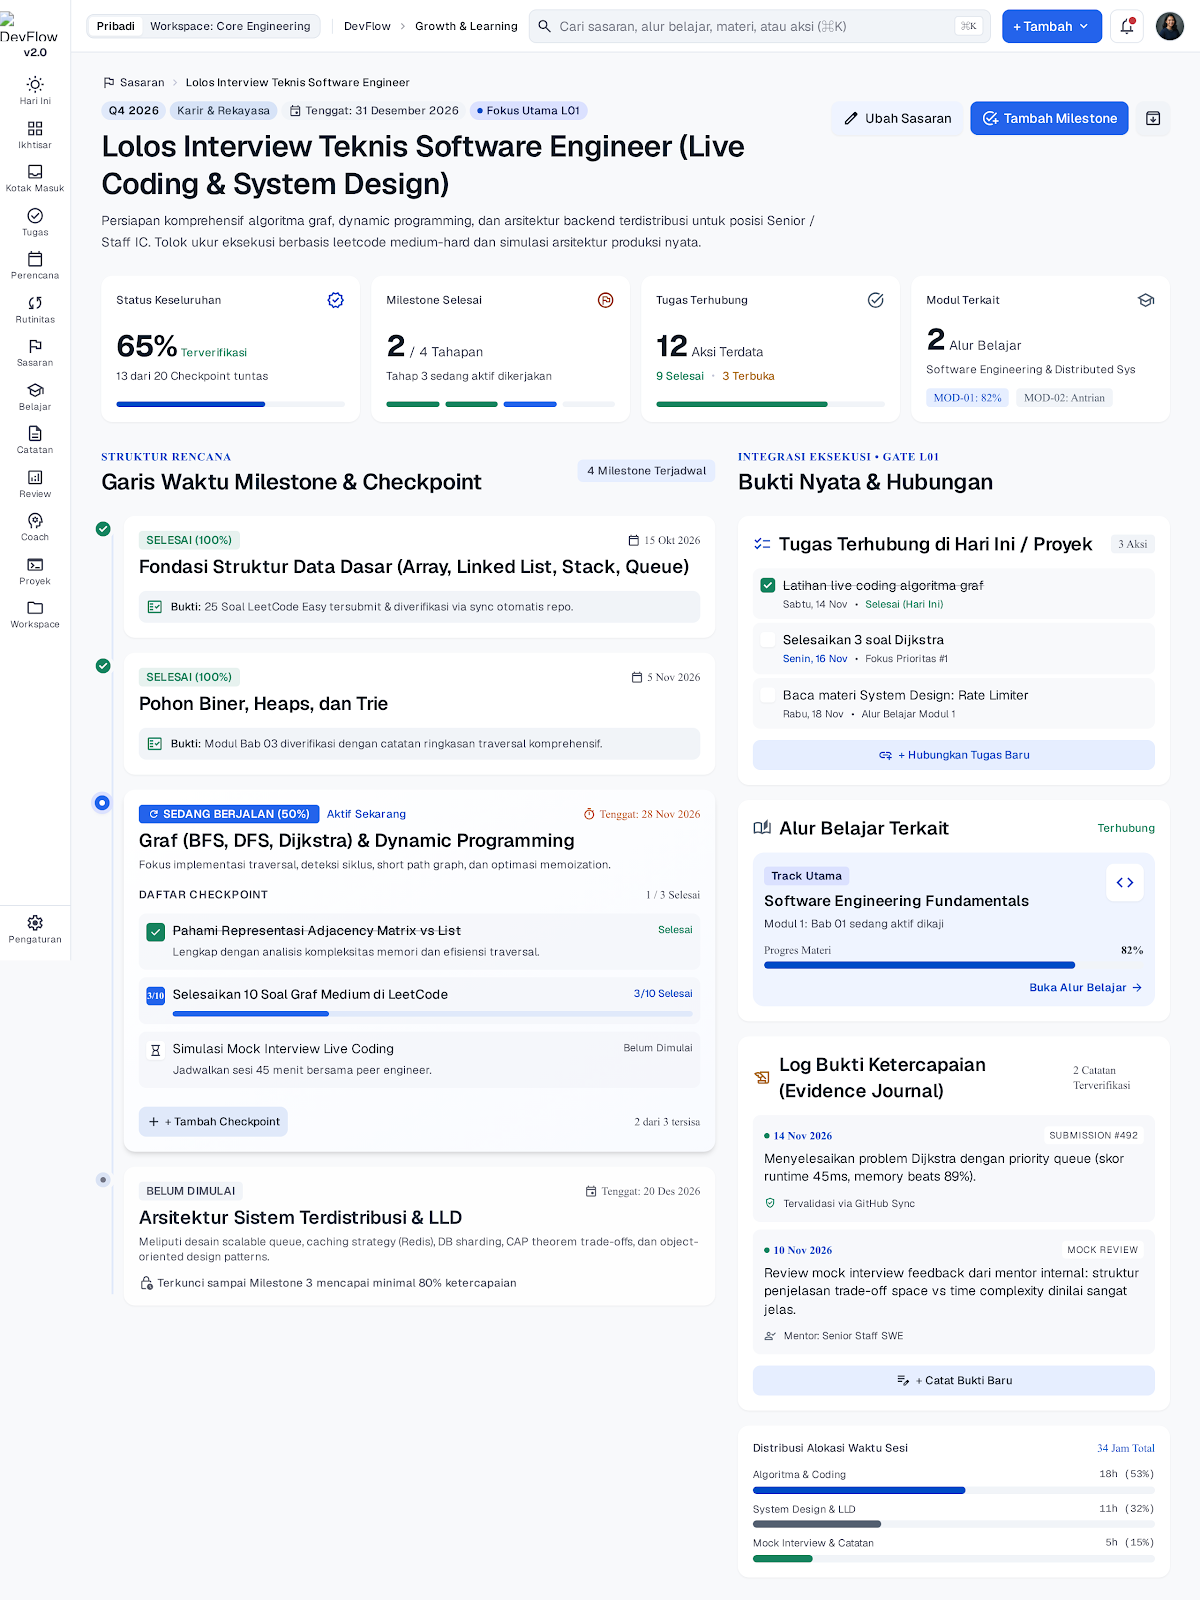 DevFlow
v2.0
Hari Ini
Ikhtisar
Kotak Masuk
Tugas
Perencana
Rutinitas
Sasaran
Belajar
Catatan
Review
Coach
Proyek
Workspace
Pengaturan
Pribadi
Workspace: Core Engineering
DevFlow
Growth & Learning
Cari sasaran, alur belajar, materi, atau aksi (⌘K)
⌘K
+ Tambah
Sasaran
Lolos Interview Teknis Software Engineer
Q4 2026
Karir & Rekayasa
Tenggat: 31 Desember 2026
Fokus Utama L01
Lolos Interview Teknis Software Engineer (Live
Coding & System Design)
Persiapan komprehensif algoritma graf, dynamic programming, dan arsitektur backend terdistribusi untuk posisi Senior /
Staff IC. Tolok ukur eksekusi berbasis leetcode medium-hard dan simulasi arsitektur produksi nyata.
Ubah Sasaran
Tambah Milestone
Status Keseluruhan
65% Terverifikasi
13 dari 20 Checkpoint tuntas
Milestone Selesai
2 / 4 Tahapan
Tahap 3 sedang aktif dikerjakan
Tugas Terhubung
12 Aksi Terdata
9 Selesai • 3 Terbuka
Modul Terkait
2 Alur Belajar
Software Engineering & Distributed Sys
MOD-01: 82%
MOD-02: Antrian
STRUKTUR RENCANA
Garis Waktu Milestone & Checkpoint
4 Milestone Terjadwal
SELESAI (100%)
15 Okt 2026
Fondasi Struktur Data Dasar (Array, Linked List, Stack, Queue)
Bukti: 25 Soal LeetCode Easy tersubmit & diverifikasi via sync otomatis repo.
SELESAI (100%)
5 Nov 2026
Pohon Biner, Heaps, dan Trie
Bukti: Modul Bab 03 diverifikasi dengan catatan ringkasan traversal komprehensif.
SEDANG BERJALAN (50%)
Aktif Sekarang
Tenggat: 28 Nov 2026
Graf (BFS, DFS, Dijkstra) & Dynamic Programming
Fokus implementasi traversal, deteksi siklus, short path graph, dan optimasi memoization.
DAFTAR CHECKPOINT
1 / 3 Selesai
Pahami Representasi Adjacency Matrix vs List
Selesai
Lengkap dengan analisis kompleksitas memori dan efisiensi traversal.
3/10
Selesaikan 10 Soal Graf Medium di LeetCode
3/10 Selesai
Simulasi Mock Interview Live Coding
Belum Dimulai
Jadwalkan sesi 45 menit bersama peer engineer.
+ Tambah Checkpoint
2 dari 3 tersisa
BELUM DIMULAI
Tenggat: 20 Des 2026
Arsitektur Sistem Terdistribusi & LLD
Meliputi desain scalable queue, caching strategy (Redis), DB sharding, CAP theorem trade-offs, dan object-
oriented design patterns.
Terkunci sampai Milestone 3 mencapai minimal 80% ketercapaian
INTEGRASI EKSEKUSI • GATE L01
Bukti Nyata & Hubungan
Tugas Terhubung di Hari Ini / Proyek
3 Aksi
Latihan live coding algoritma graf
Sabtu, 14 Nov • Selesai (Hari Ini)
Selesaikan 3 soal Dijkstra
Senin, 16 Nov • Fokus Prioritas #1
Baca materi System Design: Rate Limiter
Rabu, 18 Nov • Alur Belajar Modul 1
+ Hubungkan Tugas Baru
Alur Belajar Terkait
Terhubung
Track Utama
Software Engineering Fundamentals
Modul 1: Bab 01 sedang aktif dikaji
Progres Materi
82%
Buka Alur Belajar →
Log Bukti Ketercapaian
(Evidence Journal)
2 Catatan
Terverifikasi
14 Nov 2026
SUBMISSION #492
Menyelesaikan problem Dijkstra dengan priority queue (skor
runtime 45ms, memory beats 89%).
Tervalidasi via GitHub Sync
10 Nov 2026
MOCK REVIEW
Review mock interview feedback dari mentor internal: struktur
penjelasan trade-off space vs time complexity dinilai sangat
jelas.
Mentor: Senior Staff SWE
+ Catat Bukti Baru
Distribusi Alokasi Waktu Sesi
34 Jam Total
Algoritma & Coding
18h (53%)
System Design & LLD
11h (32%)
Mock Interview & Catatan
5h (15%)